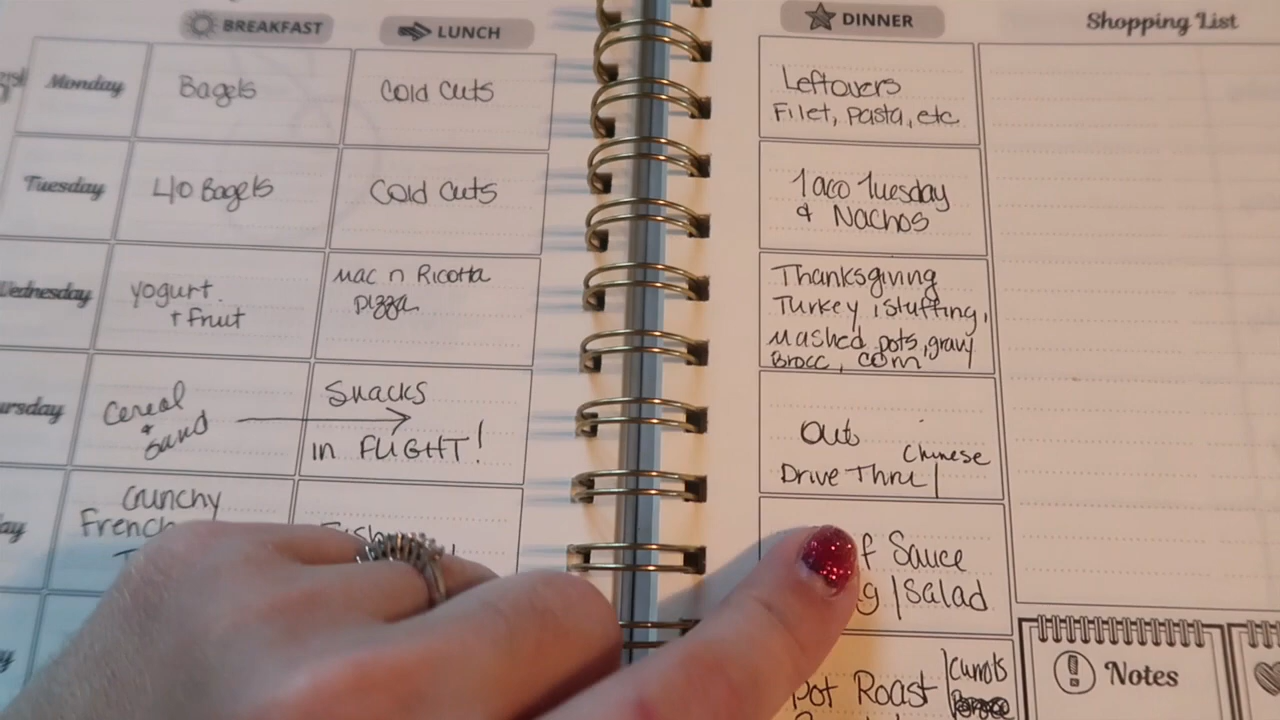 BREAKFAST
LUNCH
DINNER
Shopping List
Monday
Bagels
Cold Cuts
Leftovers
Filet, pasta, etc
Tuesday
L/O Bagels
Cold Cuts
Taco Tuesday
& Nachos
Wednesday
yogurt
+ fruit
Mac n Ricotta
pizza
Thanksgiving
Turkey, stuffing,
mashed pots, gravy
Brocc, corn
Cereal
&
Sand
Snacks
in FLIGHT!
Out
Drive Thru | Chinese
Crunchy
French
Sauce
| Salad
Pot Roast
Carrots
Notes